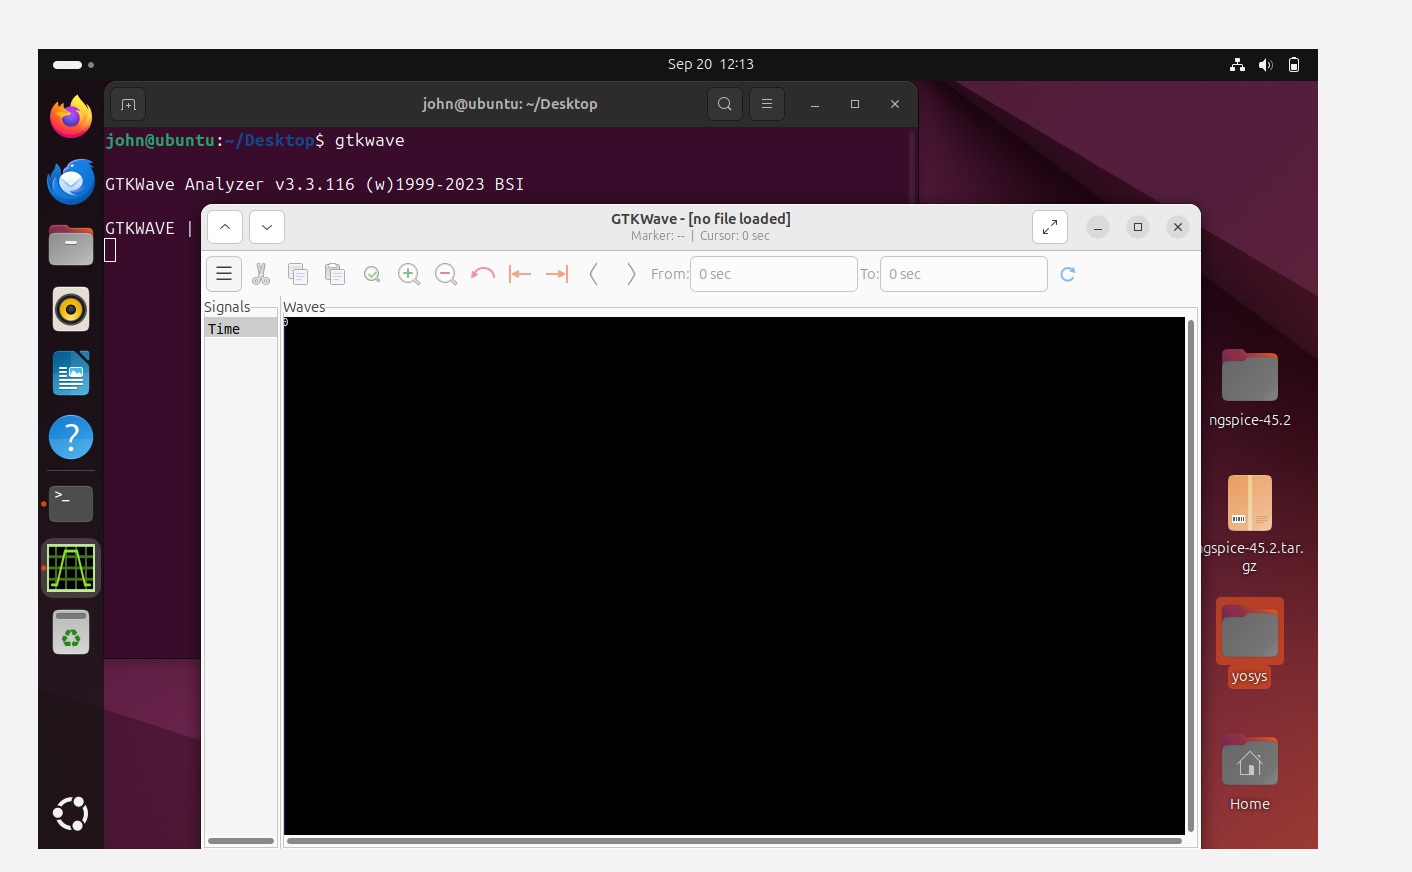 Sep 20 12:13
john@ubuntu: ~/Desktop
john@ubuntu:~/Desktop$ gtkwave
GTKWave Analyzer v3.3.116 (w)1999-2023 BSI
GTKWAVE |
GTKWave - [no file loaded]
Marker: -- | Cursor: 0 sec
From: 0 sec To: 0 sec
Signals
Waves
Time
0
ngspice-45.2
gspice-45.2.tar.
gz
yosys
Home